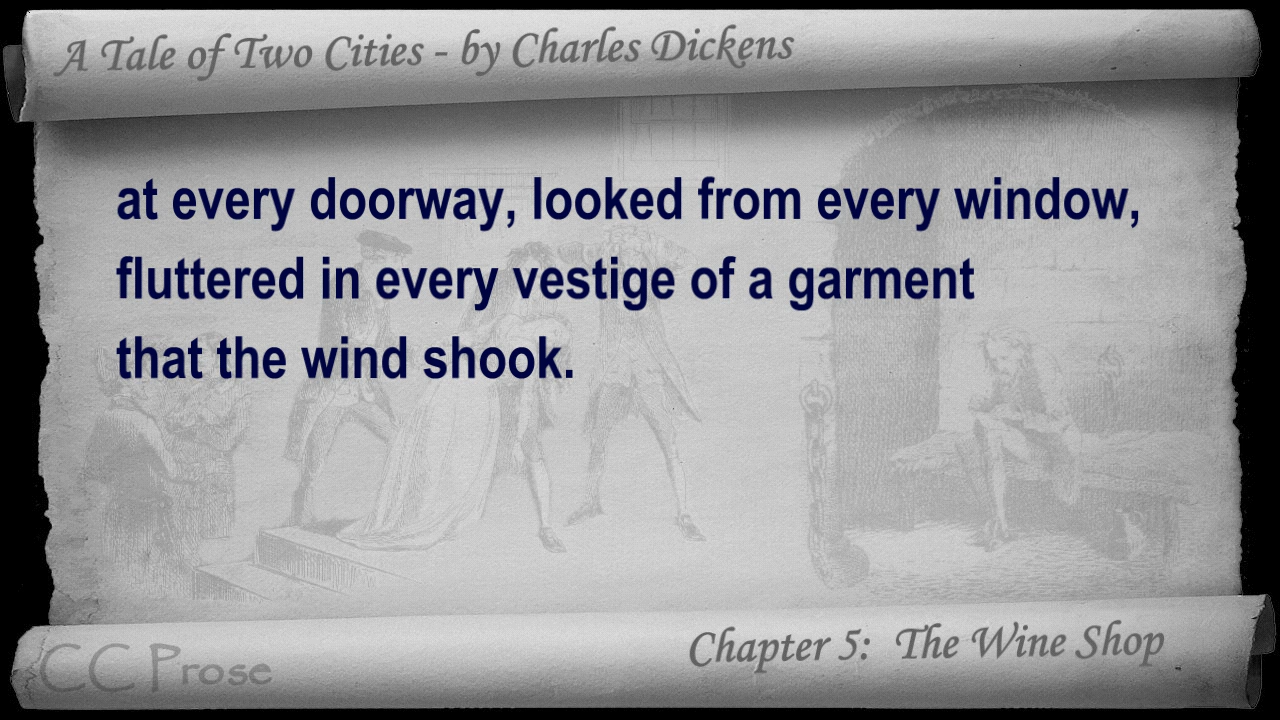 A Tale of Two Cities - by Charles Dickens
at every doorway, looked from every window,
fluttered in every vestige of a garment
that the wind shook.
Chapter 5: The Wine Shop
CC Prose